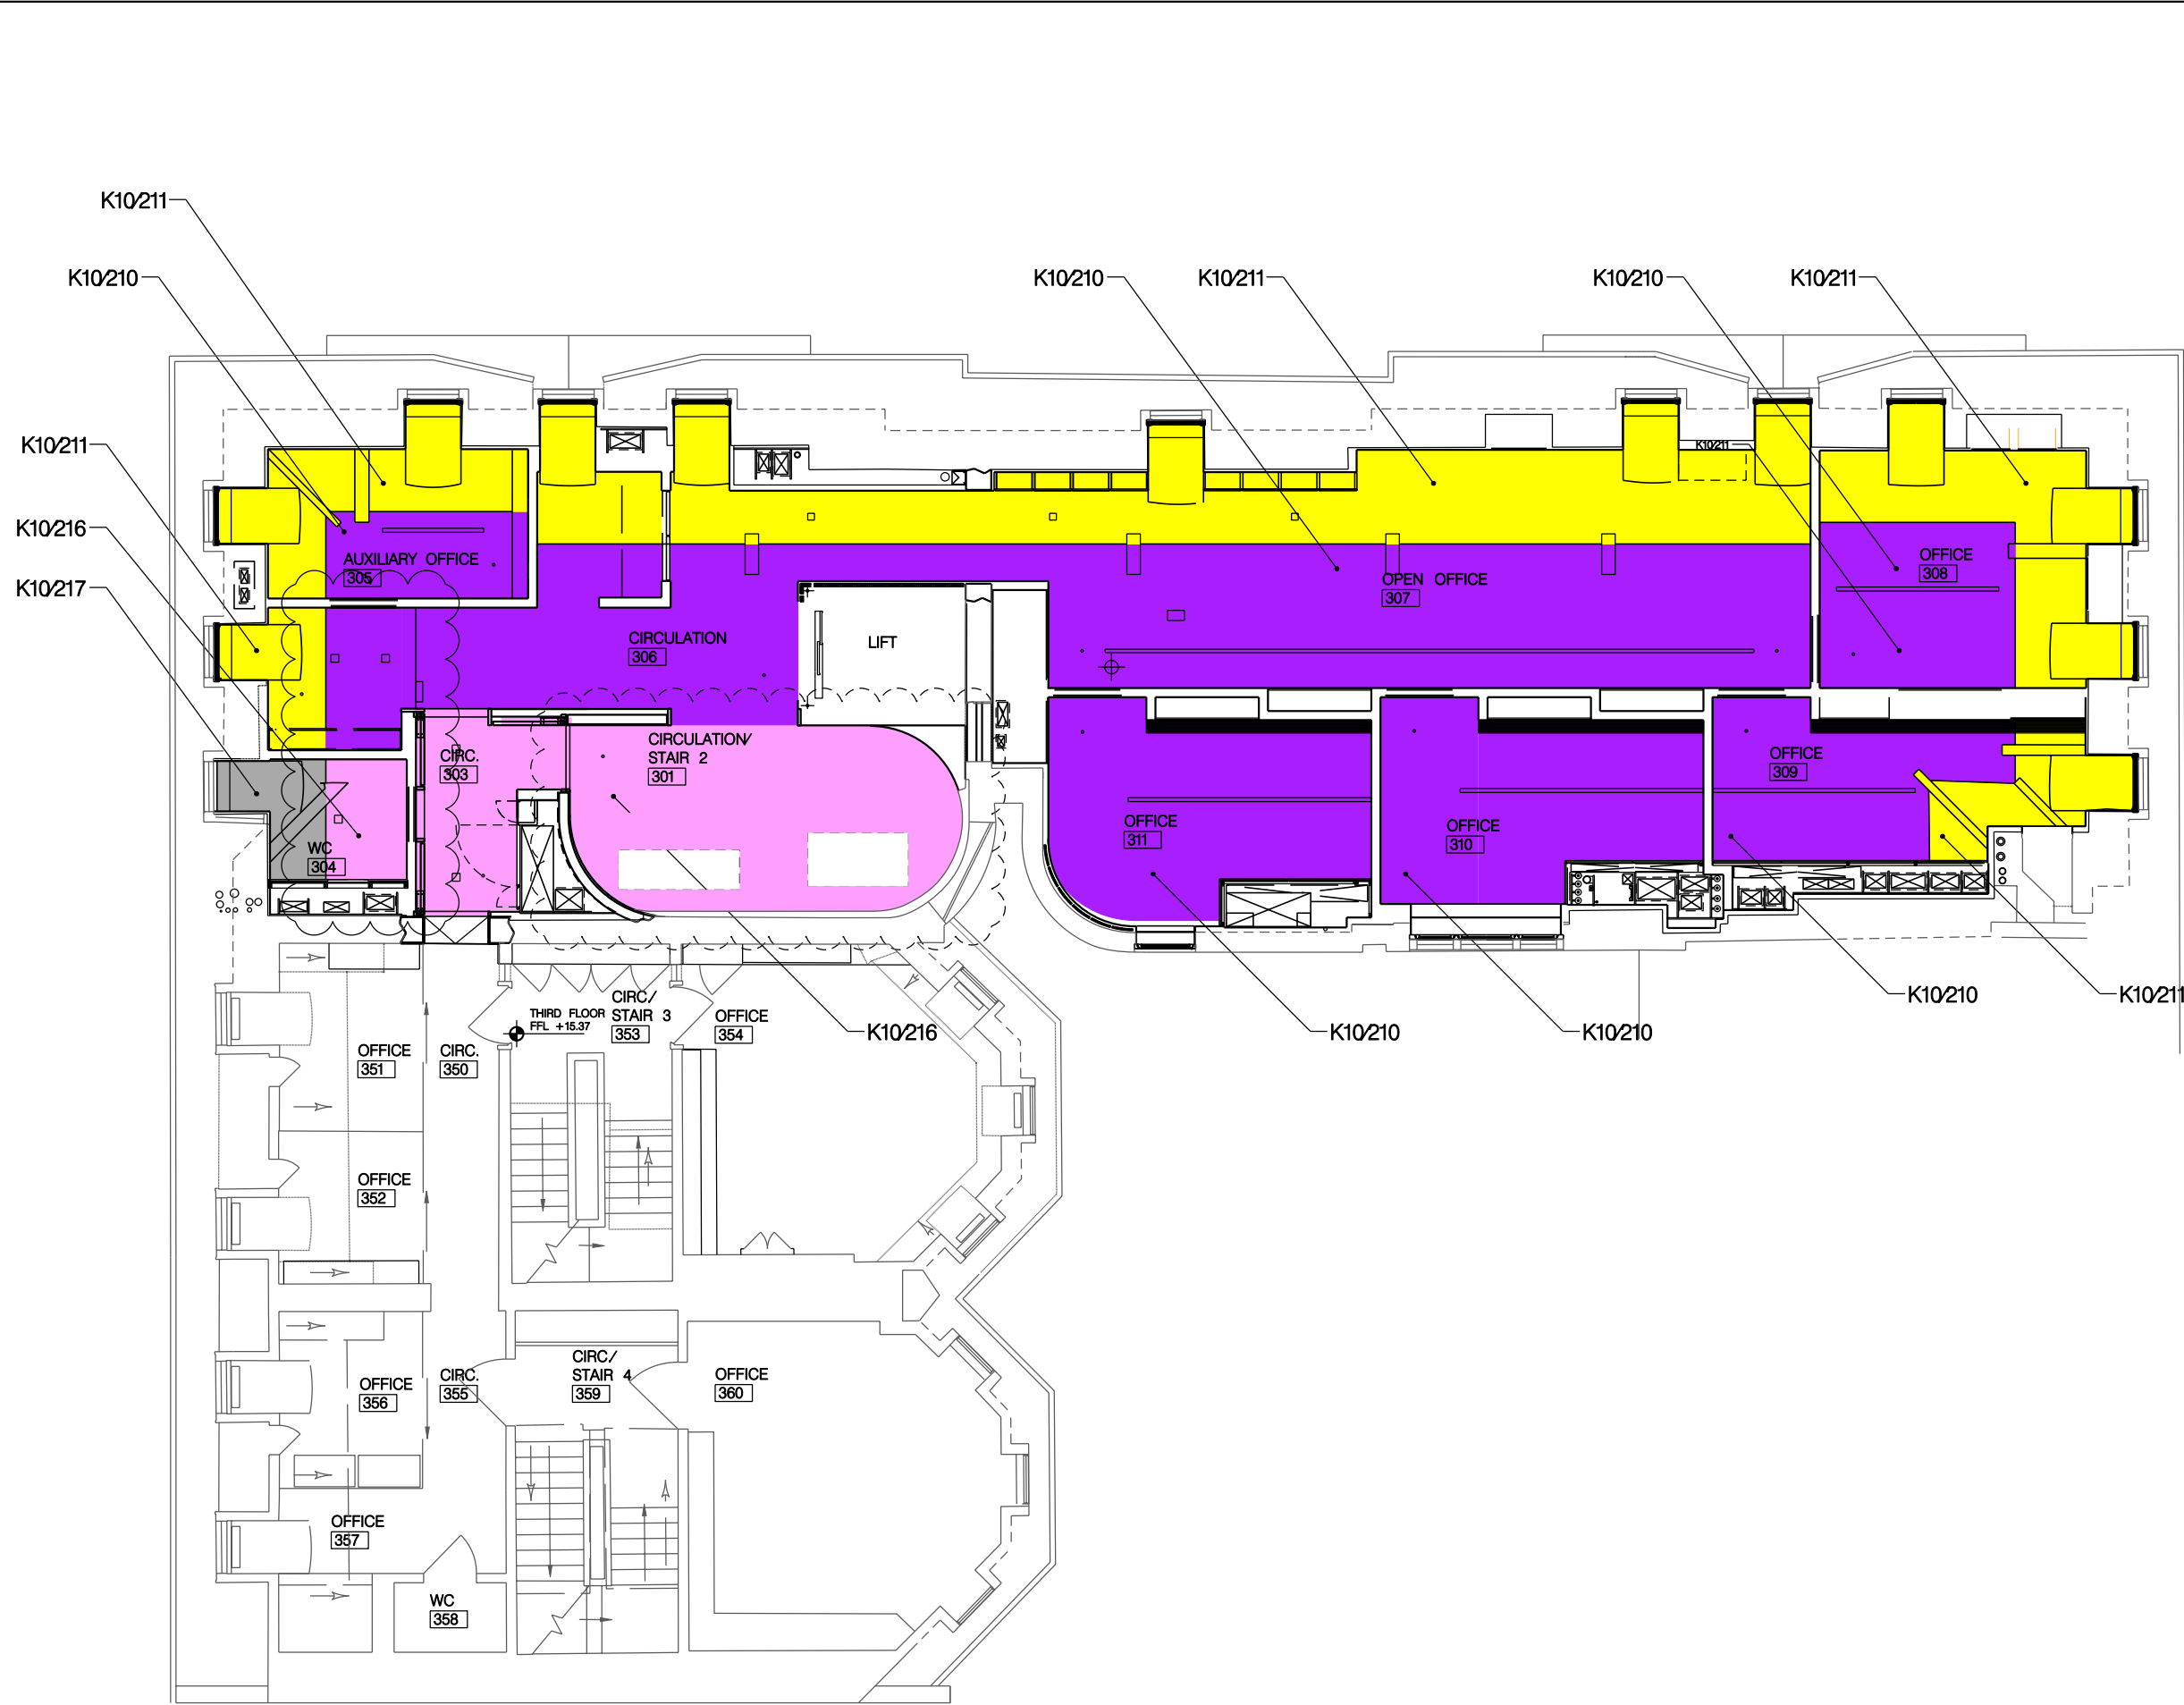 K10/211
K10/210
K10/210
K10/211
K10/210
K10/211
K10/211
K10/211
K10/216
K10/217
AUXILIARY OFFICE
305
OFFICE
308
OPEN OFFICE
307
CIRCULATION
306
LIFT
CIRCULATION/
STAIR 2
301
CIRC.
303
OFFICE
309
OFFICE
311
OFFICE
310
WC
304
K10/210
K10/211
K10/216
K10/210
K10/210
THIRD FLOOR
FFL +15.37
CIRC/
STAIR 3
353
OFFICE
354
OFFICE
351
CIRC.
350
OFFICE
352
CIRC/
STAIR 4
359
OFFICE
356
CIRC.
355
OFFICE
360
OFFICE
357
WC
358